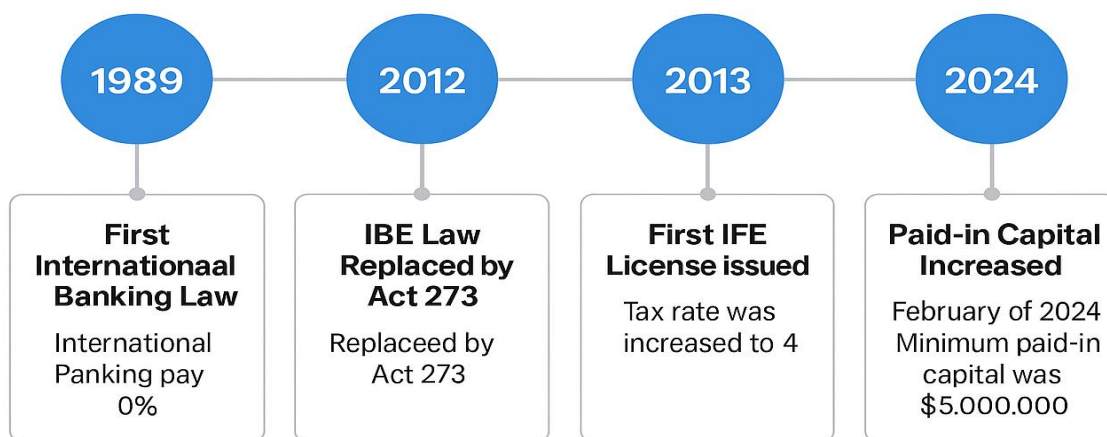 1989
2012
2013
2024
First
Internationaal
Banking Law
International
Panking pay
0%
IBE Law
Replaced by
Act 273
Replaceed by
Act 273
First IFE
License issued
Tax rate was
increased to 4
Paid-in Capital
Increased
February of 2024
Minimum paid-in
capital was
$5.000.000